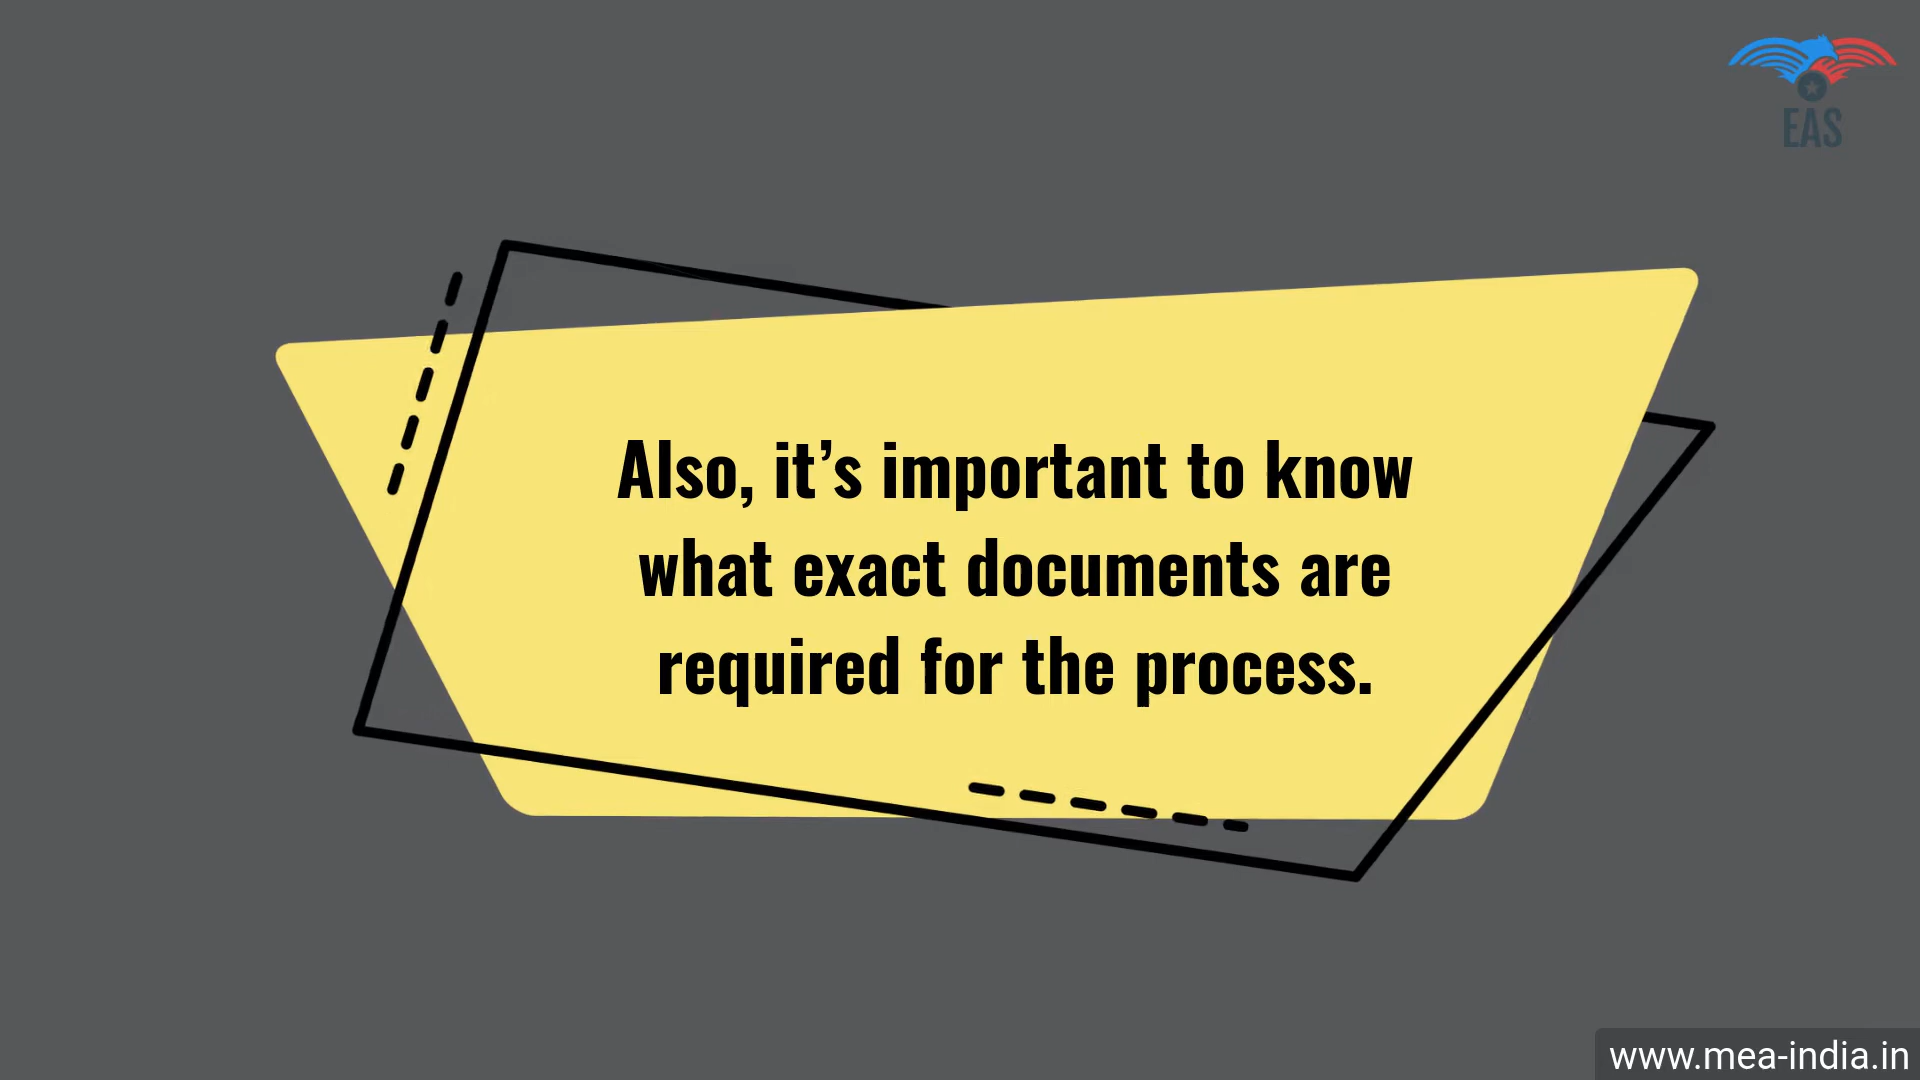 EAS
Also, it’s important to know
what exact documents are
required for the process.
www.mea-india.in